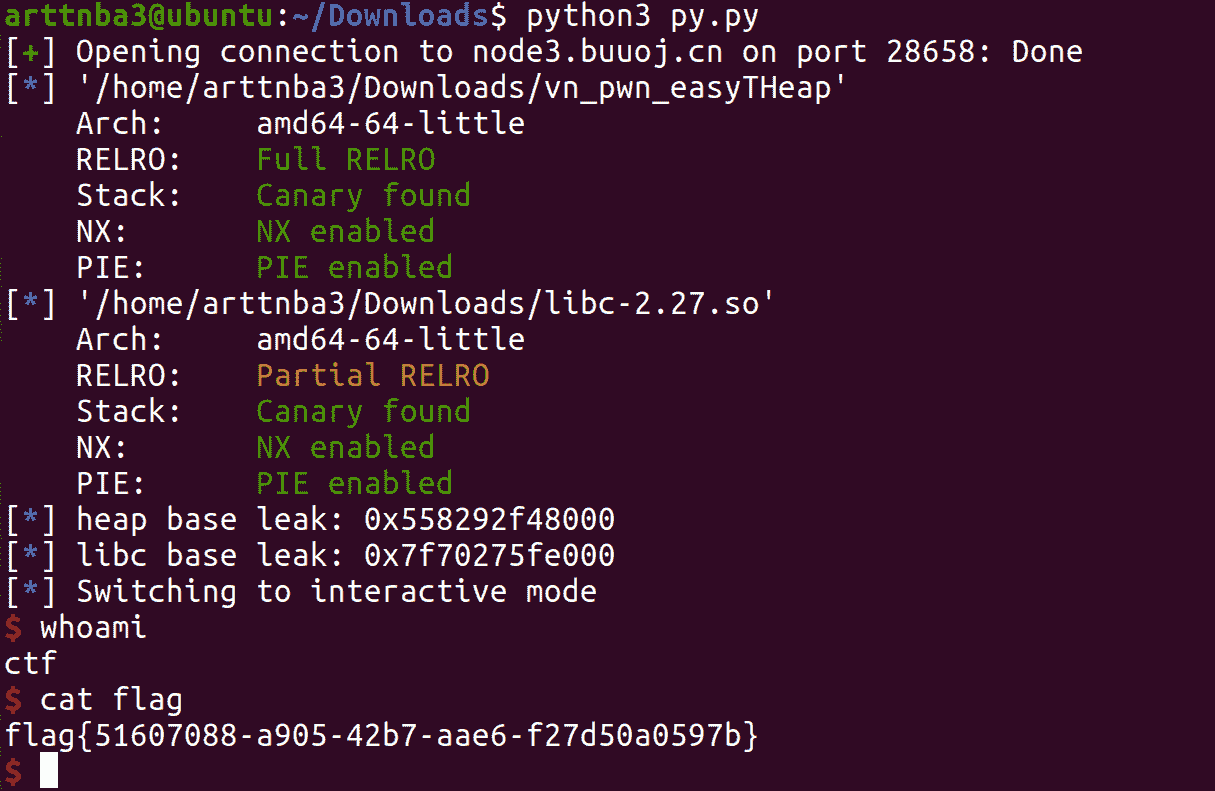 arttnba3@ubuntu:~/Downloads$ python3 py.py
[+] Opening connection to node3.buuoj.cn on port 28658: Done
[*] '/home/arttnba3/Downloads/vn_pwn_easyTHeap'
    Arch:     amd64-64-little
    RELRO:    Full RELRO
    Stack:    Canary found
    NX:       NX enabled
    PIE:      PIE enabled
[*] '/home/arttnba3/Downloads/libc-2.27.so'
    Arch:     amd64-64-little
    RELRO:    Partial RELRO
    Stack:    Canary found
    NX:       NX enabled
    PIE:      PIE enabled
[*] heap base leak: 0x558292f48000
[*] libc base leak: 0x7f70275fe000
[*] Switching to interactive mode
$ whoami
ctf
$ cat flag
flag{51607088-a905-42b7-aae6-f27d50a0597b}
$